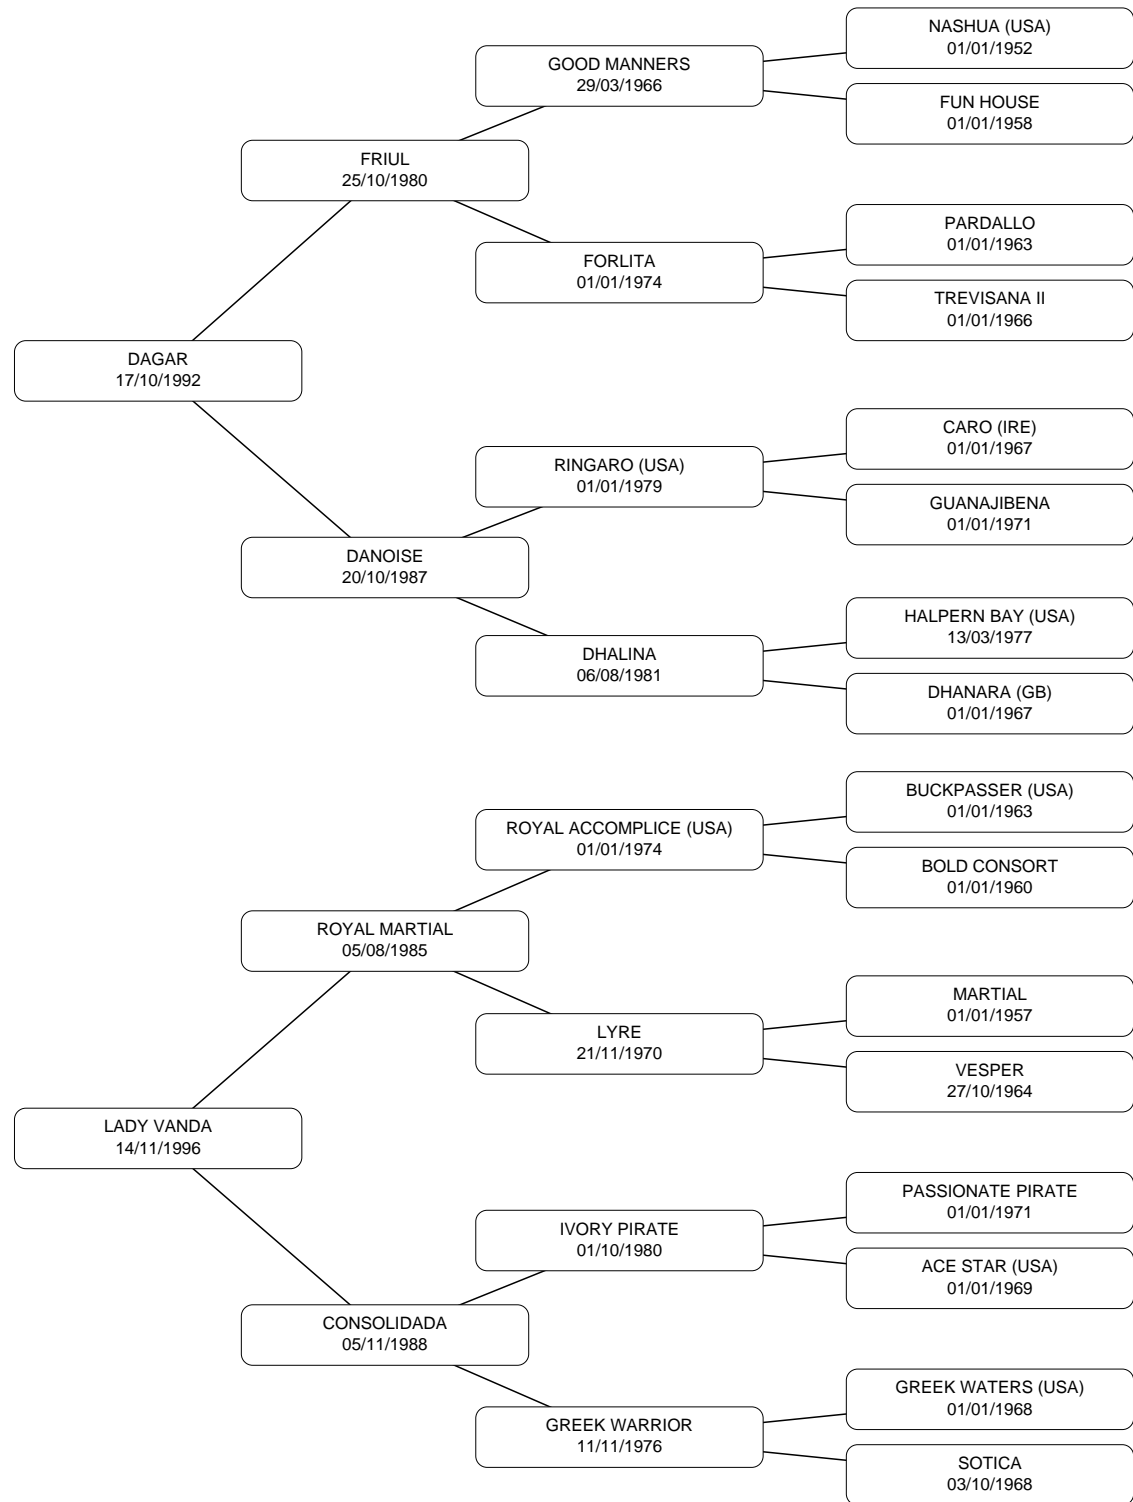 NASHUA (USA)
01/01/1952
GOOD MANNERS
29/03/1966
FUN HOUSE
01/01/1958
FRIUL
25/10/1980
PARDALLO
01/01/1963
FORLITA
01/01/1974
TREVISANA II
01/01/1966
DAGAR
17/10/1992
CARO (IRE)
01/01/1967
RINGARO (USA)
01/01/1979
GUANAJIBENA
01/01/1971
DANOISE
20/10/1987
HALPERN BAY (USA)
13/03/1977
DHALINA
06/08/1981
DHANARA (GB)
01/01/1967
BUCKPASSER (USA)
01/01/1963
ROYAL ACCOMPLICE (USA)
01/01/1974
BOLD CONSORT
01/01/1960
ROYAL MARTIAL
05/08/1985
MARTIAL
01/01/1957
LYRE
21/11/1970
VESPER
27/10/1964
LADY VANDA
14/11/1996
PASSIONATE PIRATE
01/01/1971
IVORY PIRATE
01/10/1980
ACE STAR (USA)
01/01/1969
CONSOLIDADA
05/11/1988
GREEK WATERS (USA)
01/01/1968
GREEK WARRIOR
11/11/1976
SOTICA
03/10/1968